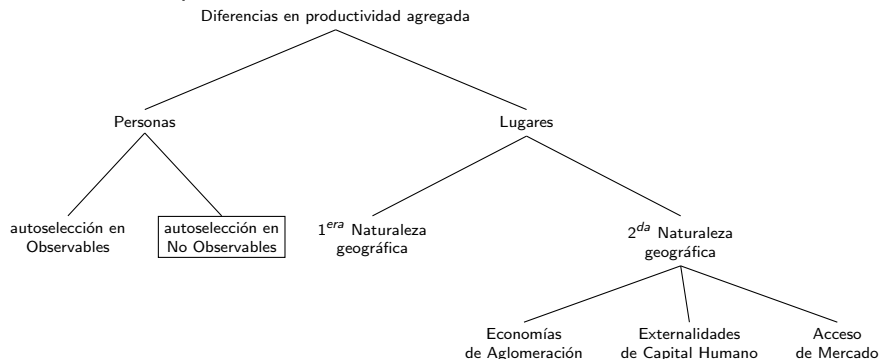 Diferencias en productividad agregada
Personas
Lugares
autoselección en
Observables
autoselección en
No Observables
1era Naturaleza
geográfica
2da Naturaleza
geográfica
Economías
de Aglomeración
Externalidades
de Capital Humano
Acceso
de Mercado